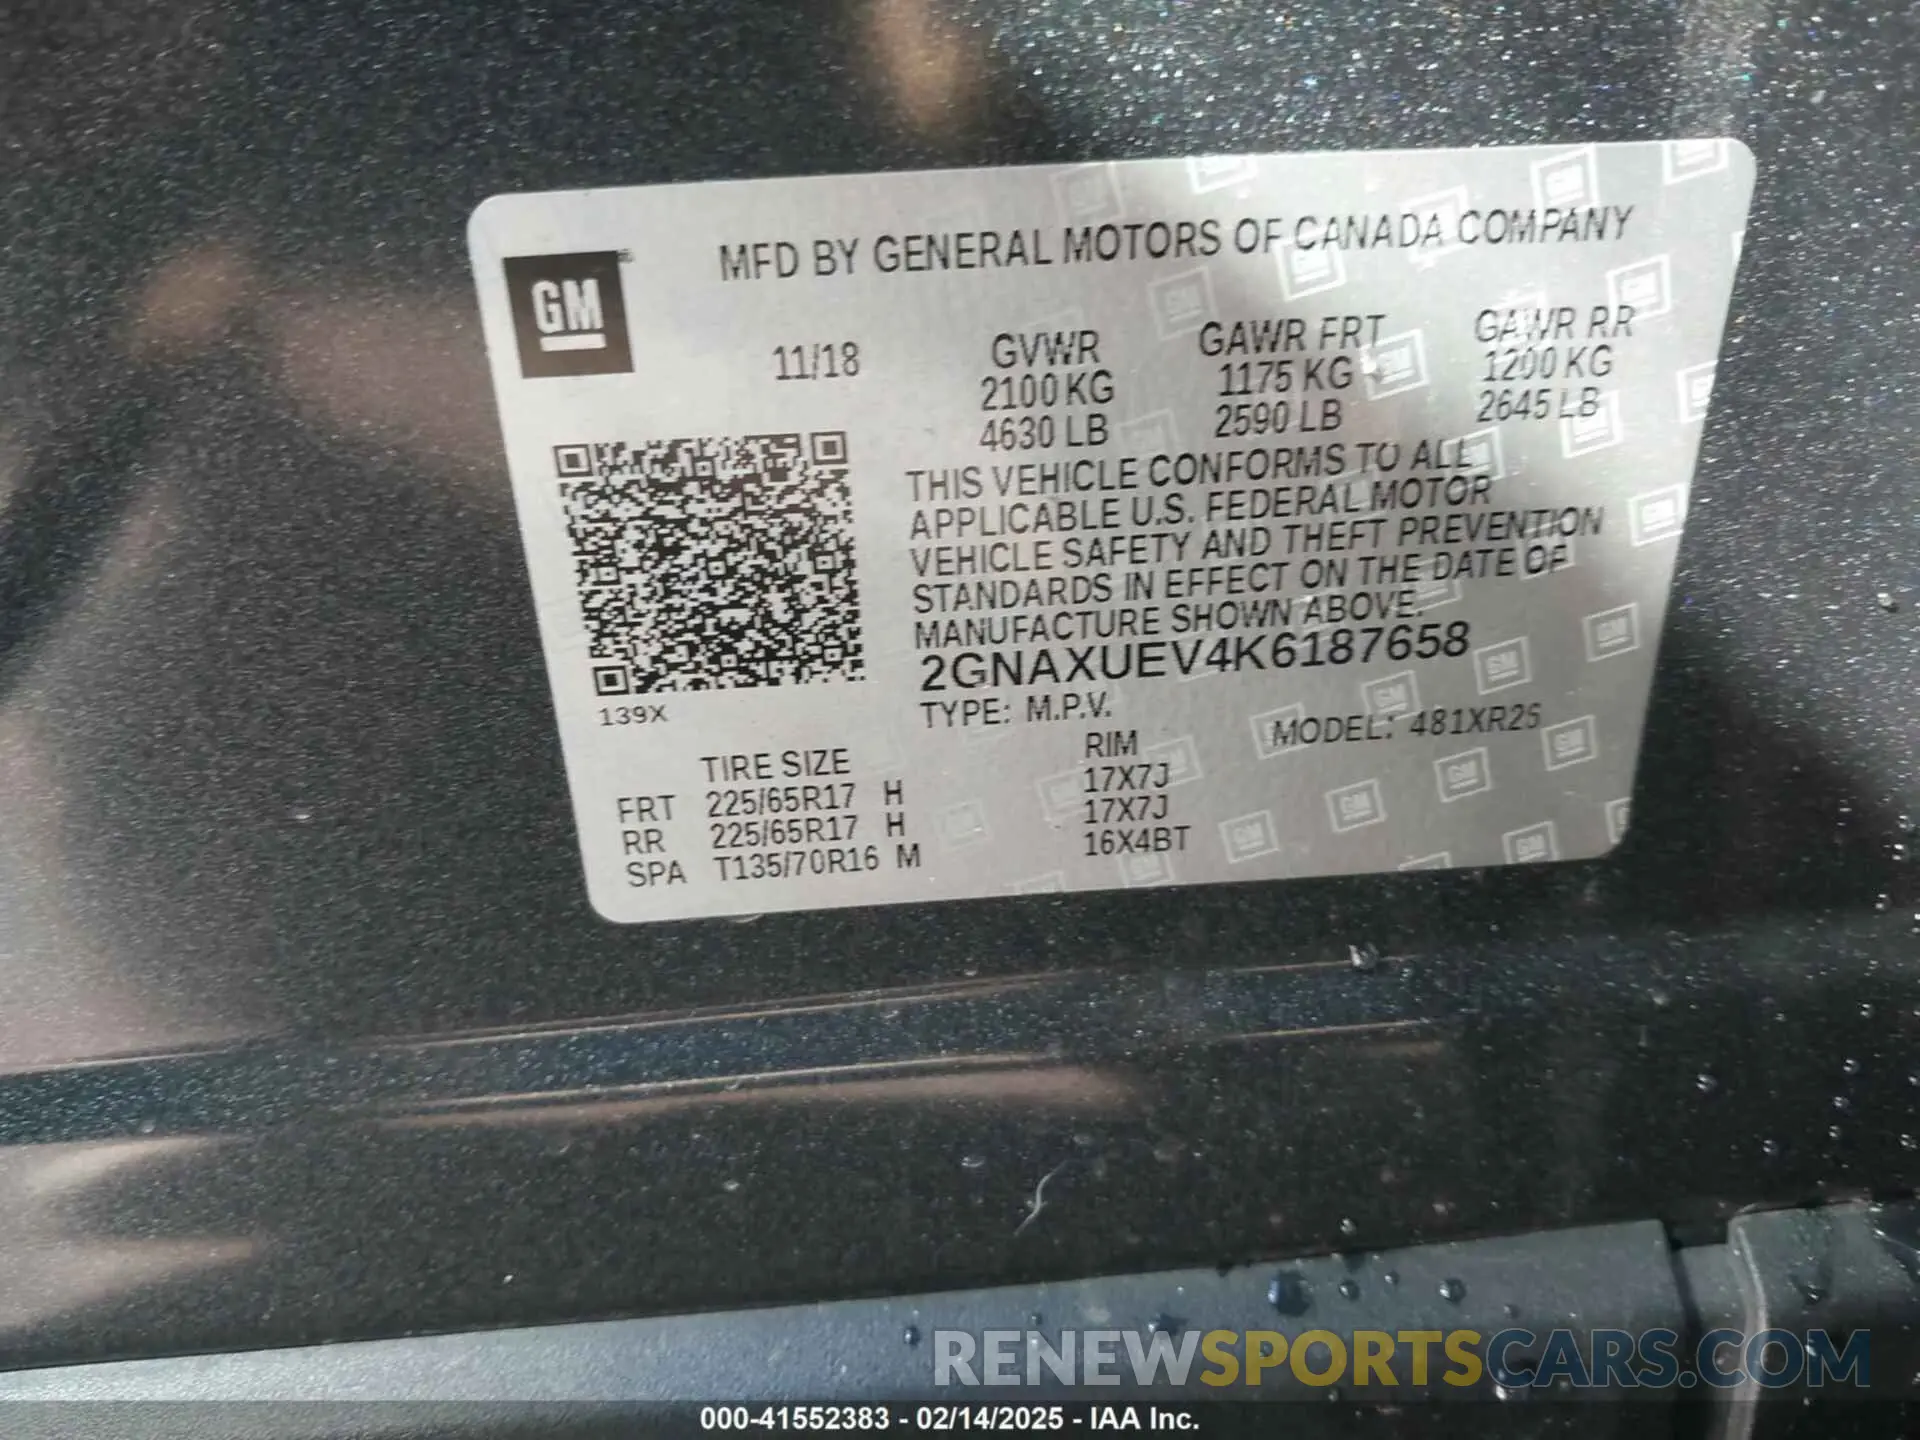 MFD BY GENERAL MOTORS OF CANADA COMPANY
GM
11/18 GVWR GAWR FRT GAWR RR
2100 KG 1175 KG 1200 KG
4630 LB 2590 LB 2645 LB
THIS VEHICLE CONFORMS TO ALL
APPLICABLE U.S. FEDERAL MOTOR
VEHICLE SAFETY AND THEFT PREVENTION
STANDARDS IN EFFECT ON THE DATE OF
MANUFACTURE SHOWN ABOVE.
2GNAXUEV4K6187658
139X
TYPE: M.P.V. MODEL: 481XR26
TIRE SIZE RIM
FRT 225/65R17 H 17X7J
RR 225/65R17 H 17X7J
SPA T135/70R16 M 16X4BT
RENEWSPORTSCARS.COM
000-41552383 - 02/14/2025 - IAA Inc.